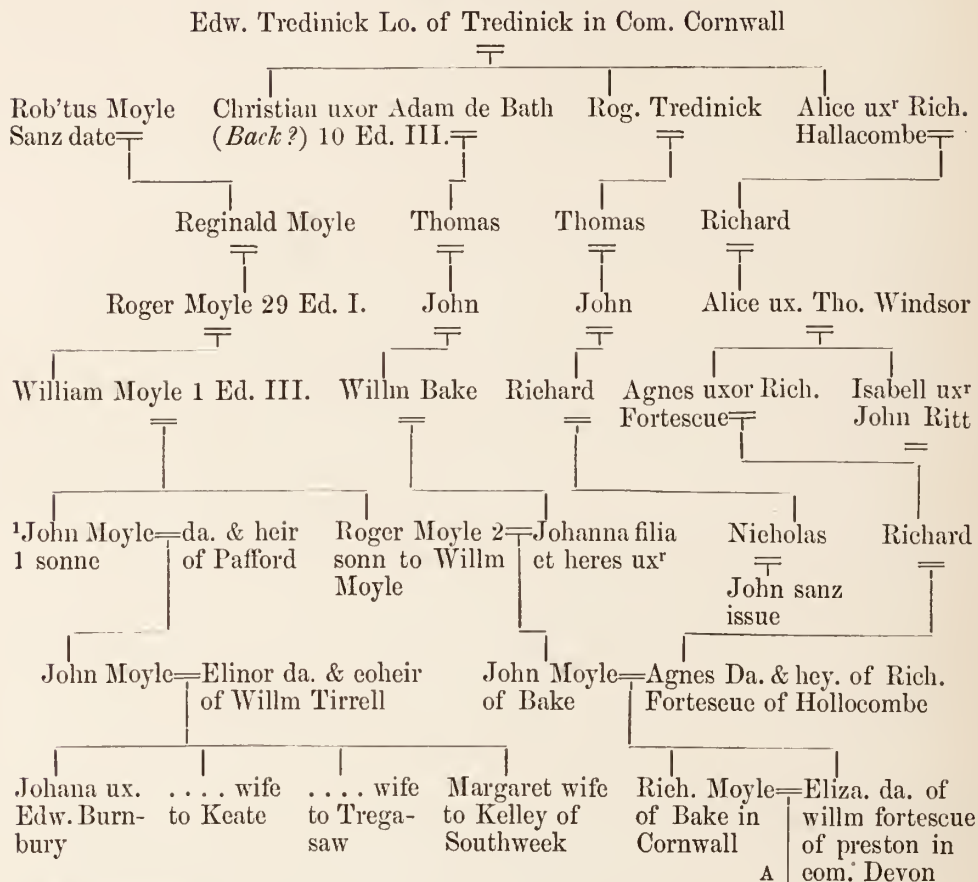 Edw. Tredinick Lo. of Tredinick in Com. Cornwall
Rob'tus Moyle
Sanz date
Christian uxor Adam de Bath
(Back?) 10 Ed. III.
Rog. Tredinick
Alice uxʳ Rich.
Hallacombe
Reginald Moyle
Thomas
Thomas
Richard
Roger Moyle 29 Ed. I.
John
John
Alice ux. Tho. Windsor
William Moyle 1 Ed. III.
Willm Bake
Richard
Agnes uxor Rich.
Fortescue
Isabell uxʳ
John Ritt
¹John Moyle
1 sonne
da. & heir
of Pafford
Roger Moyle 2
sonn to Willm
Moyle
Johanna filia
et heres uxʳ
Nicholas
John sanz
issue
Richard
John Moyle
Elinor da. & coheir
of Willm Tirrell
John Moyle
of Bake
Agnes Da. & hey. of Rich.
Fortescue of Hollocombe
Johana ux.
Edw. Burn-
bury
.... wife
to Keate
.... wife
to Trega-
saw
Margaret wife
to Kelley of
Southweek
Rich. Moyle
of Bake in
Cornwall
Eliza. da. of
willm fortescue
of preston in
com. Devon
A